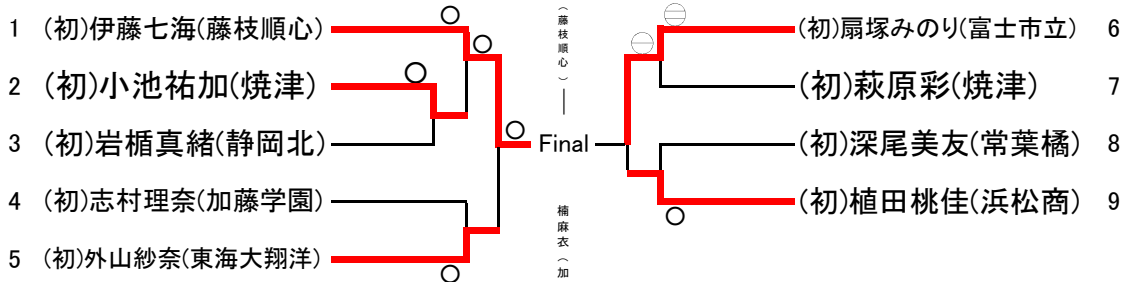 1 (初)伊藤七海(藤枝順心)
2 (初)小池祐加(焼津)
3 (初)岩楯真緒(静岡北)
4 (初)志村理奈(加藤学園)
5 (初)外山紗奈(東海大翔洋)
(藤枝順心)
Final
楠麻衣(加
(初)扇塚みのり(富士市立) 6
(初)萩原彩(焼津) 7
(初)深尾美友(常葉橘) 8
(初)植田桃佳(浜松商) 9